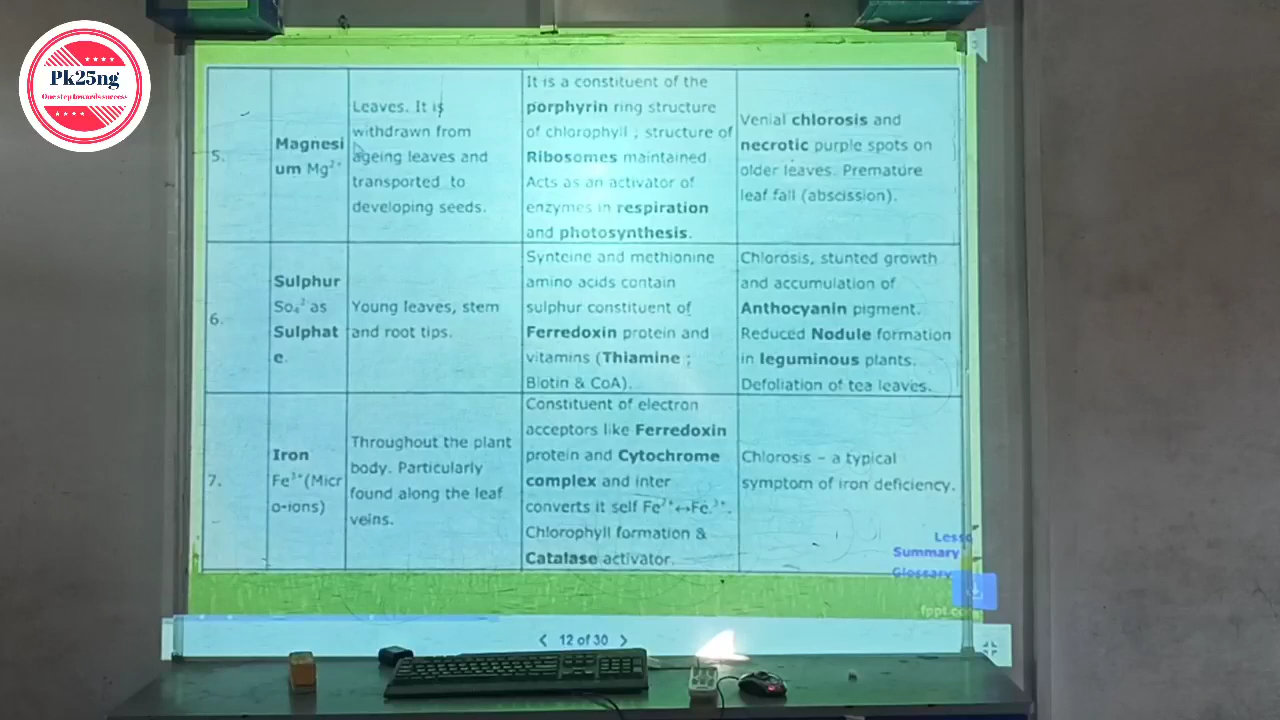 Pk25ng
One step towards success
5.
Magnesi
um Mg²⁺
Leaves. It is
withdrawn from
ageing leaves and
transported to
developing seeds.
It is a constituent of the
porphyrin ring structure
of chlorophyll ; structure of
Ribosomes maintained.
Acts as an activator of
enzymes in respiration
and photosynthesis.
Venial chlorosis and
necrotic purple spots on
older leaves. Premature
leaf fall (abscission).
6.
Sulphur
So₄² as
Sulphat
e.
Young leaves, stem
and root tips.
Synteine and methionine
amino acids contain
sulphur constituent of
Ferredoxin protein and
vitamins (Thiamine ;
Biotin & CoA).
Chlorosis, stunted growth
and accumulation of
Anthocyanin pigment.
Reduced Nodule formation
in leguminous plants.
Defoliation of tea leaves.
7.
Iron
Fe³⁺(Micr
o-ions)
Throughout the plant
body. Particularly
found along the leaf
veins.
Constituent of electron
acceptors like Ferredoxin
protein and Cytochrome
complex and inter
converts it self Fe²⁺↔Fe.³⁺.
Chlorophyll formation &
Catalase activator.
Chlorosis – a typical
symptom of iron deficiency.
Lesso
Summary
Glossary
fppt.co
12 of 30